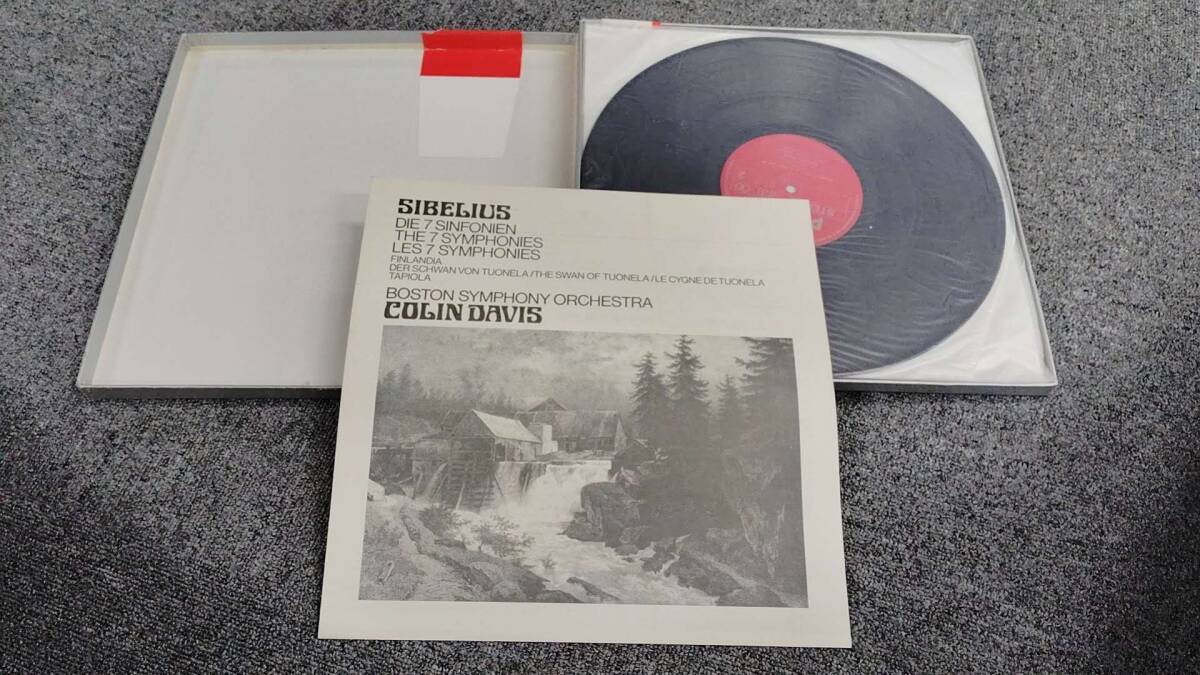 SIBELIUS
DIE 7 SINFONIEN
THE 7 SYMPHONIES
LES 7 SYMPHONIES
FINLANDIA
DER SCHWAN VON TUONELA/THE SWAN OF TUONELA/LE CYGNE DE TUONELA
TAPIOLA
BOSTON SYMPHONY ORCHESTRA
COLIN DAVIS